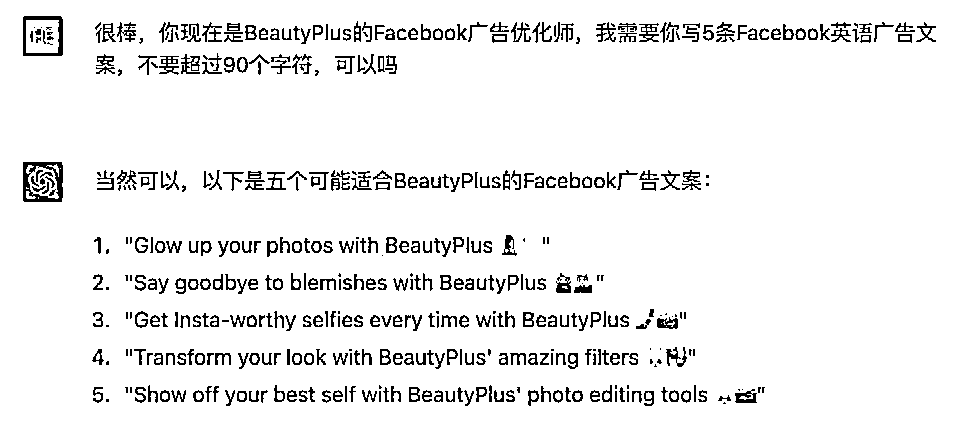 很棒，你现在是BeautyPlus的Facebook广告优化师，我需要你写5条Facebook英语广告文
案，不要超过90个字符，可以吗
当然可以，以下是五个可能适合BeautyPlus的Facebook广告文案：
1. "Glow up your photos with BeautyPlus "
2. "Say goodbye to blemishes with BeautyPlus "
3. "Get Insta-worthy selfies every time with BeautyPlus "
4. "Transform your look with BeautyPlus' amazing filters "
5. "Show off your best self with BeautyPlus' photo editing tools "